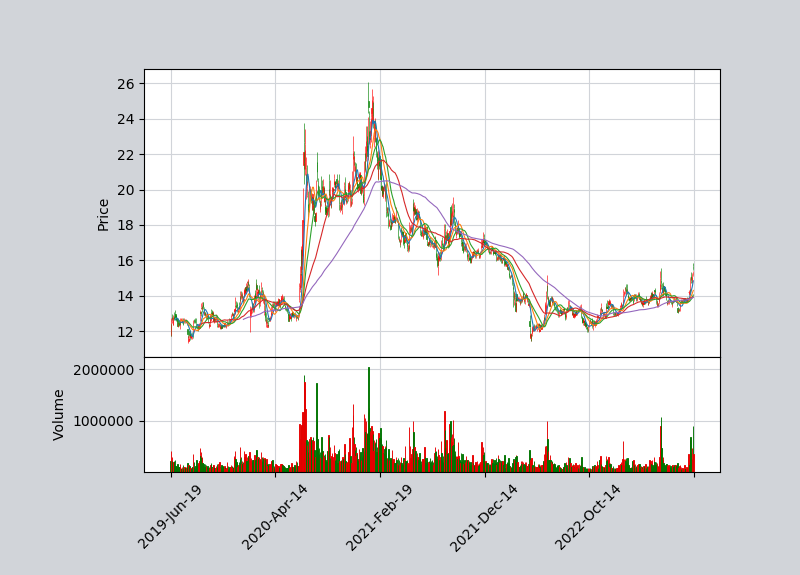 26
24
22
20
18
16
14
12
Price
2000000
1000000
Volume
2019-Jun-19
2020-Apr-14
2021-Feb-19
2021-Dec-14
2022-Oct-14